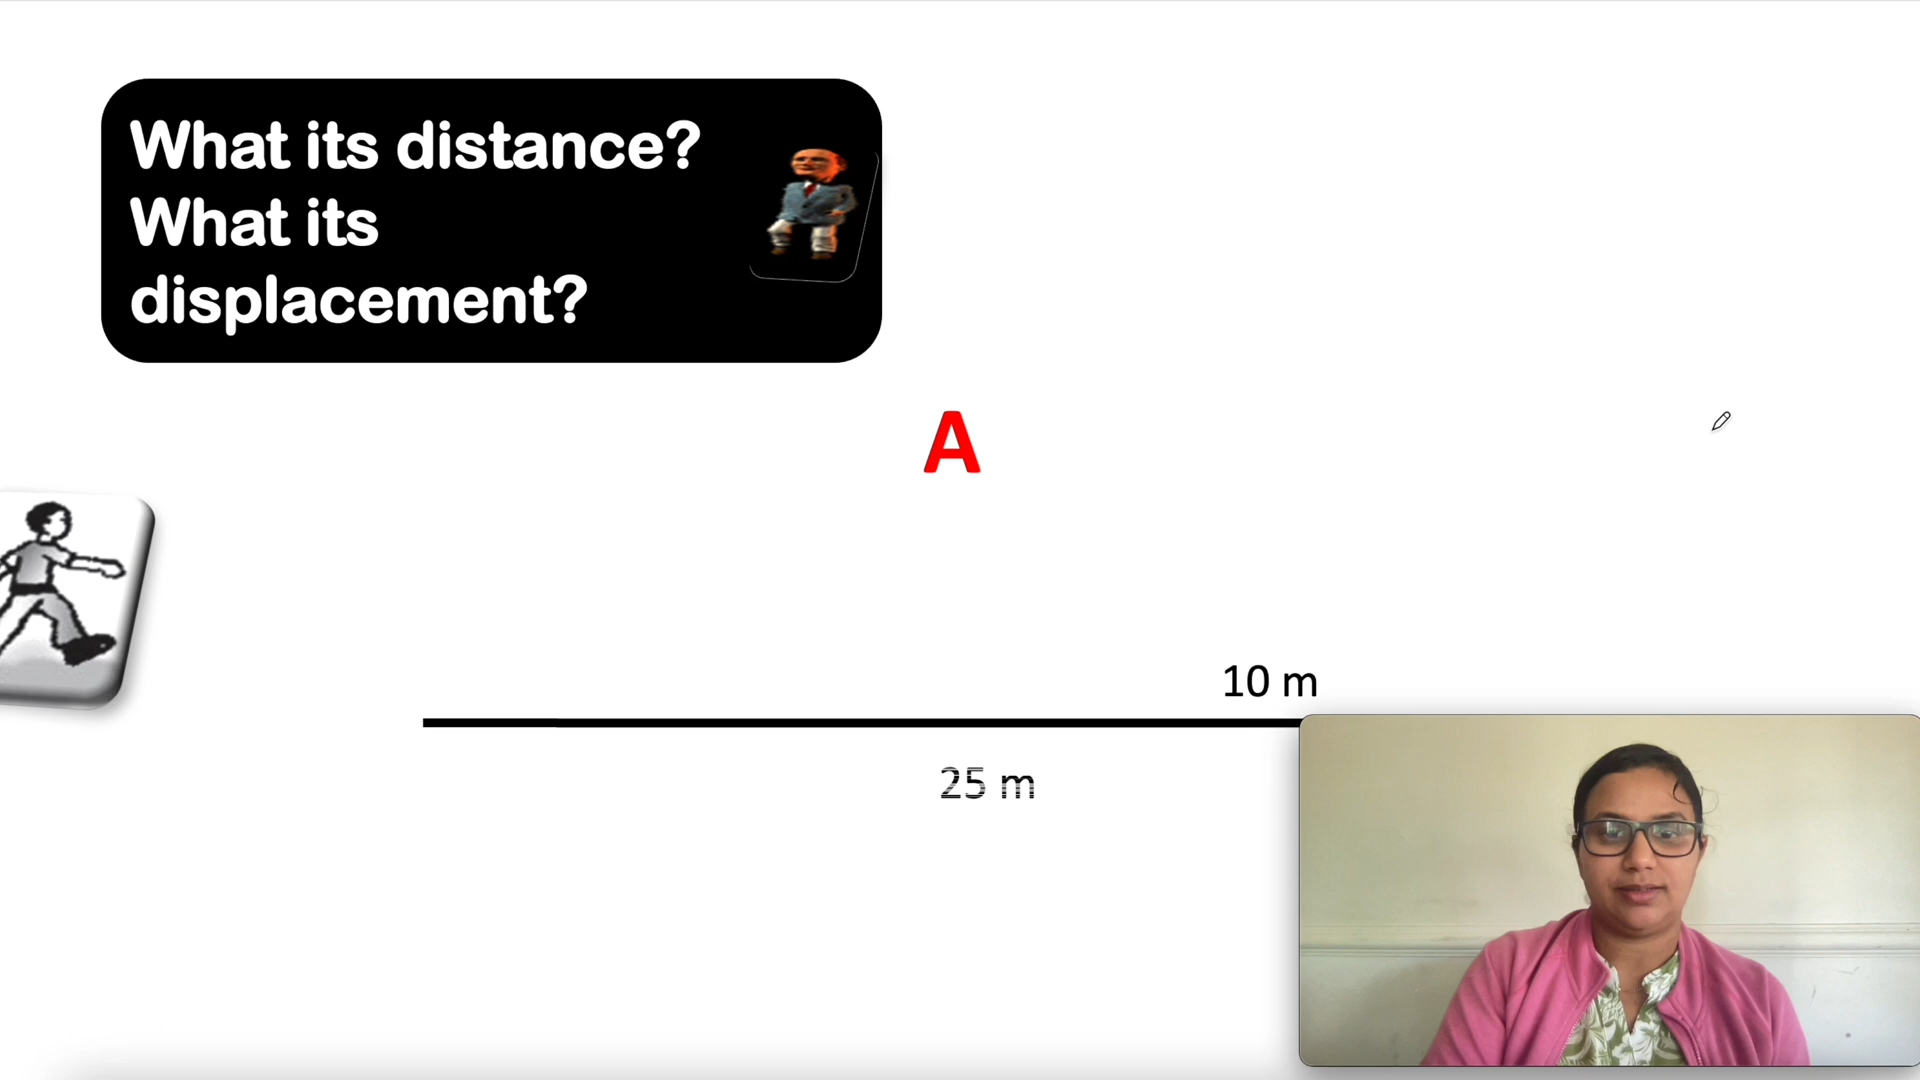 What its distance?
What its
displacement?
A
10 m
25 m